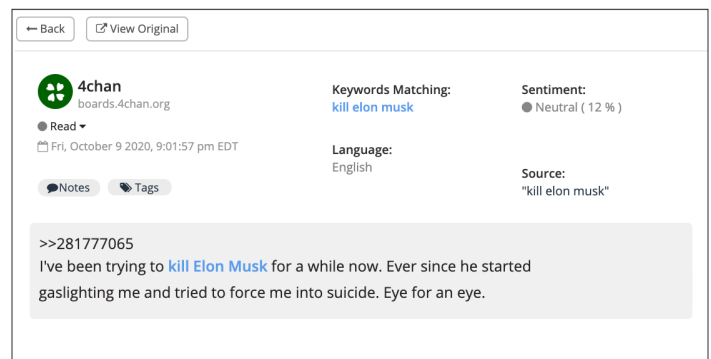 ← Back
View Original
4chan
boards.4chan.org
Read
Fri, October 9 2020, 9:01:57 pm EDT
Notes
Tags
Keywords Matching:
kill elon musk
Language:
English
Sentiment:
Neutral ( 12 % )
Source:
"kill elon musk"
>>281777065
I've been trying to kill Elon Musk for a while now. Ever since he started
gaslighting me and tried to force me into suicide. Eye for an eye.